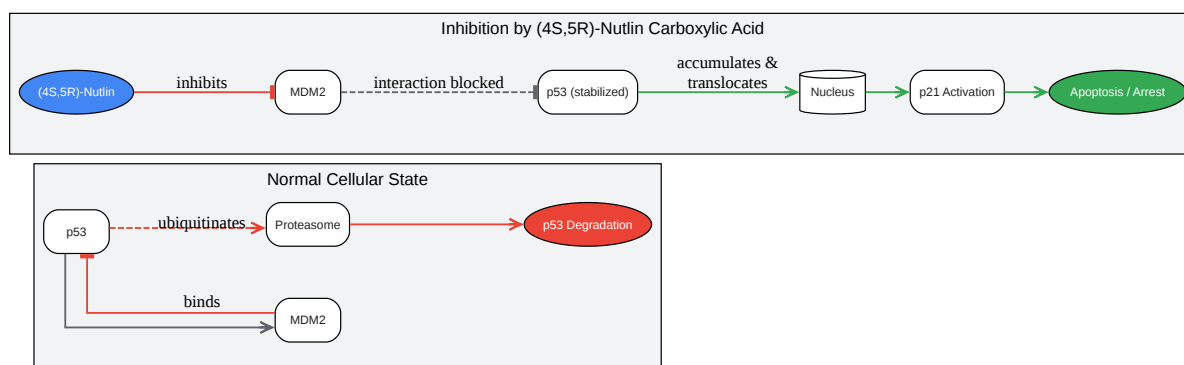 Inhibition by (4S,5R)-Nutlin Carboxylic Acid
(4S,5R)-Nutlin
inhibits
MDM2
interaction blocked
p53 (stabilized)
accumulates &
translocates
Nucleus
p21 Activation
Apoptosis / Arrest
Normal Cellular State
p53
ubiquitinates
Proteasome
p53 Degradation
binds
MDM2